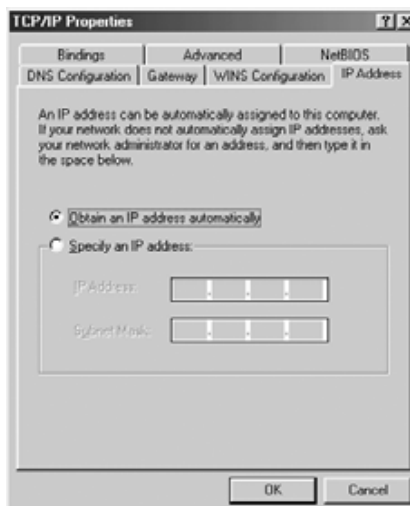 TCP/IP Properties
Bindings Advanced NetBIOS
DNS Configuration Gateway WINS Configuration IP Address
An IP address can be automatically assigned to this computer.
If your network does not automatically assign IP addresses, ask
your network administrator for an address, and then type it in
the space below.
Obtain an IP address automatically
Specify an IP address:
IP Address:
Subnet Mask:
OK Cancel